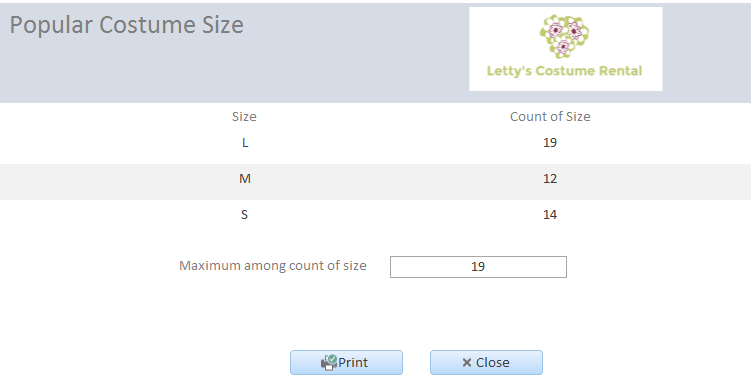 Popular Costume Size
Letty's Costume Rental
Size Count of Size
L 19
M 12
S 14
Maximum among count of size 19
Print Close